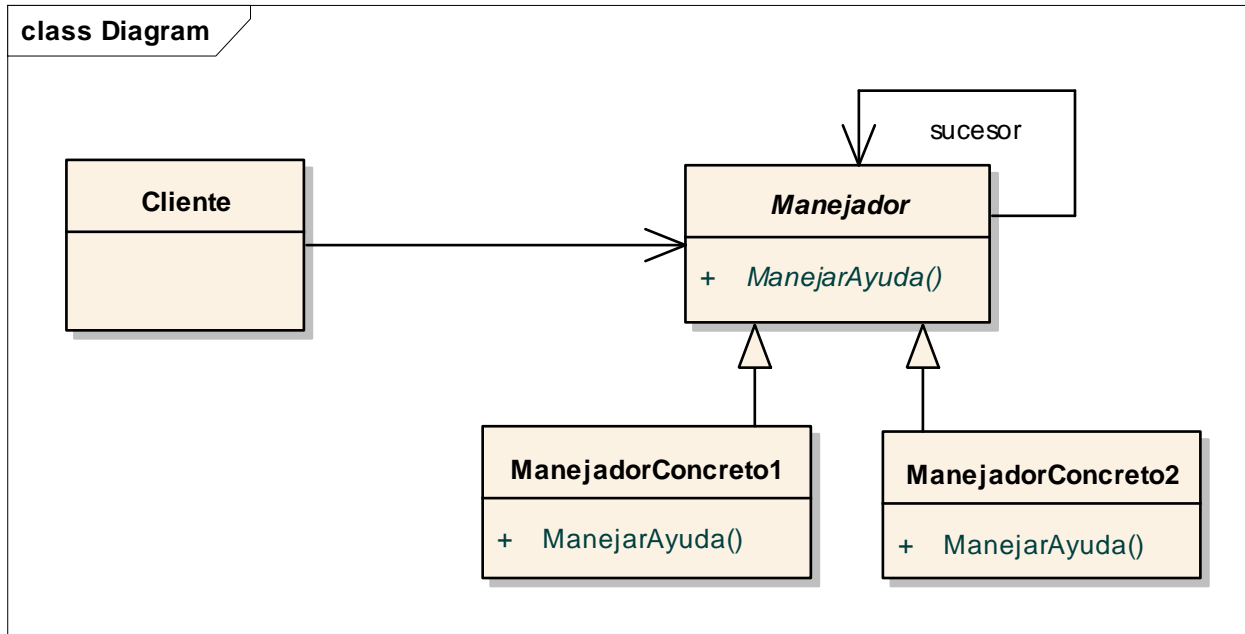 class Diagram
sucesor
Cliente
Manejador
+ ManejarAyuda()
ManejadorConcreto1
+ ManejarAyuda()
ManejadorConcreto2
+ ManejarAyuda()